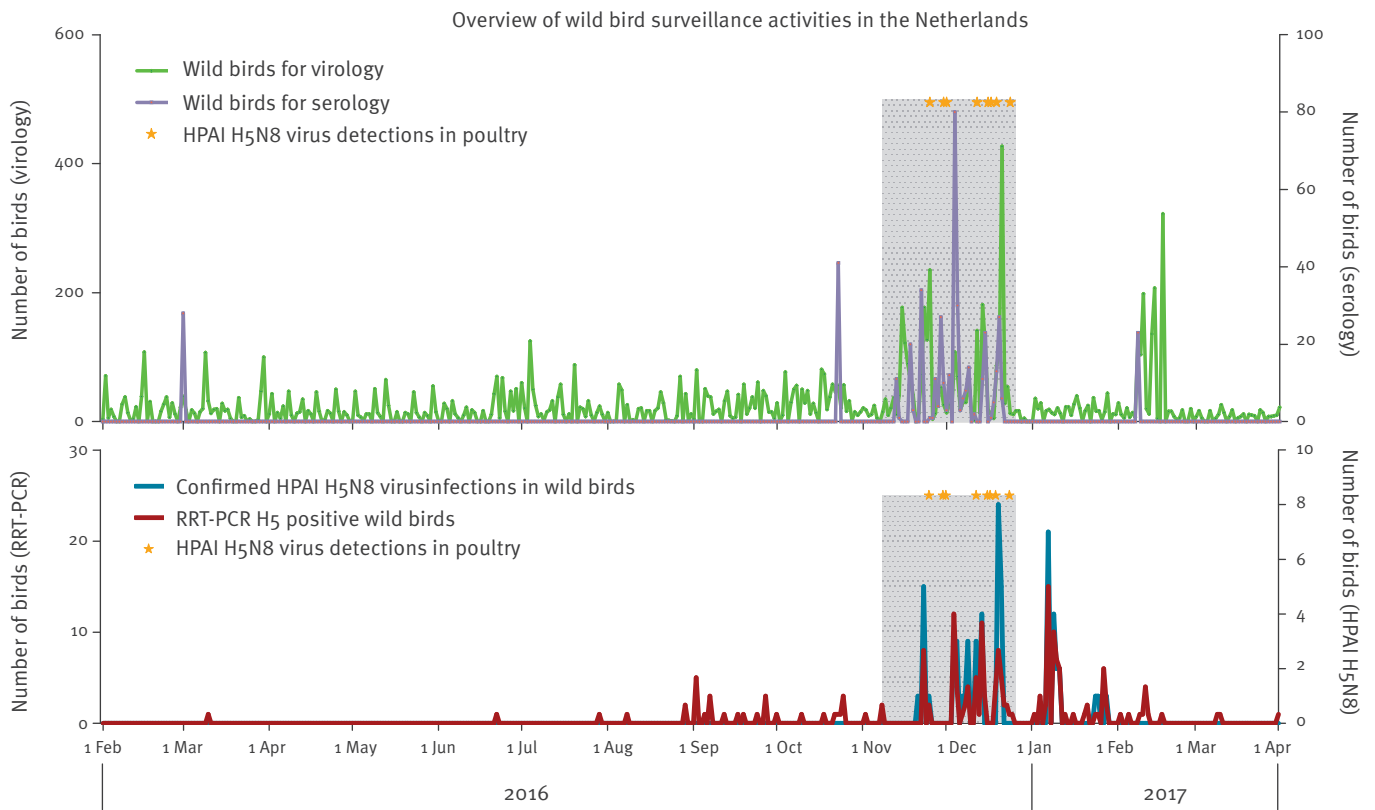 Overview of wild bird surveillance activities in the Netherlands
Number of birds (virology)
600
400
200
0
Wild birds for virology
Wild birds for serology
HPAI H5N8 virus detections in poultry
100
80
60
40
20
0
Number of birds (serology)
Number of birds (RRT-PCR)
30
20
10
0
Confirmed HPAI H5N8 virusinfections in wild birds
RRT-PCR H5 positive wild birds
HPAI H5N8 virus detections in poultry
10
8
6
4
2
0
Number of birds (HPAI H5N8)
1 Feb 1 Mar 1 Apr 1 May 1 Jun 1 Jul 1 Aug 1 Sep 1 Oct 1 Nov 1 Dec 1 Jan 1 Feb 1 Mar 1 Apr
2016 2017